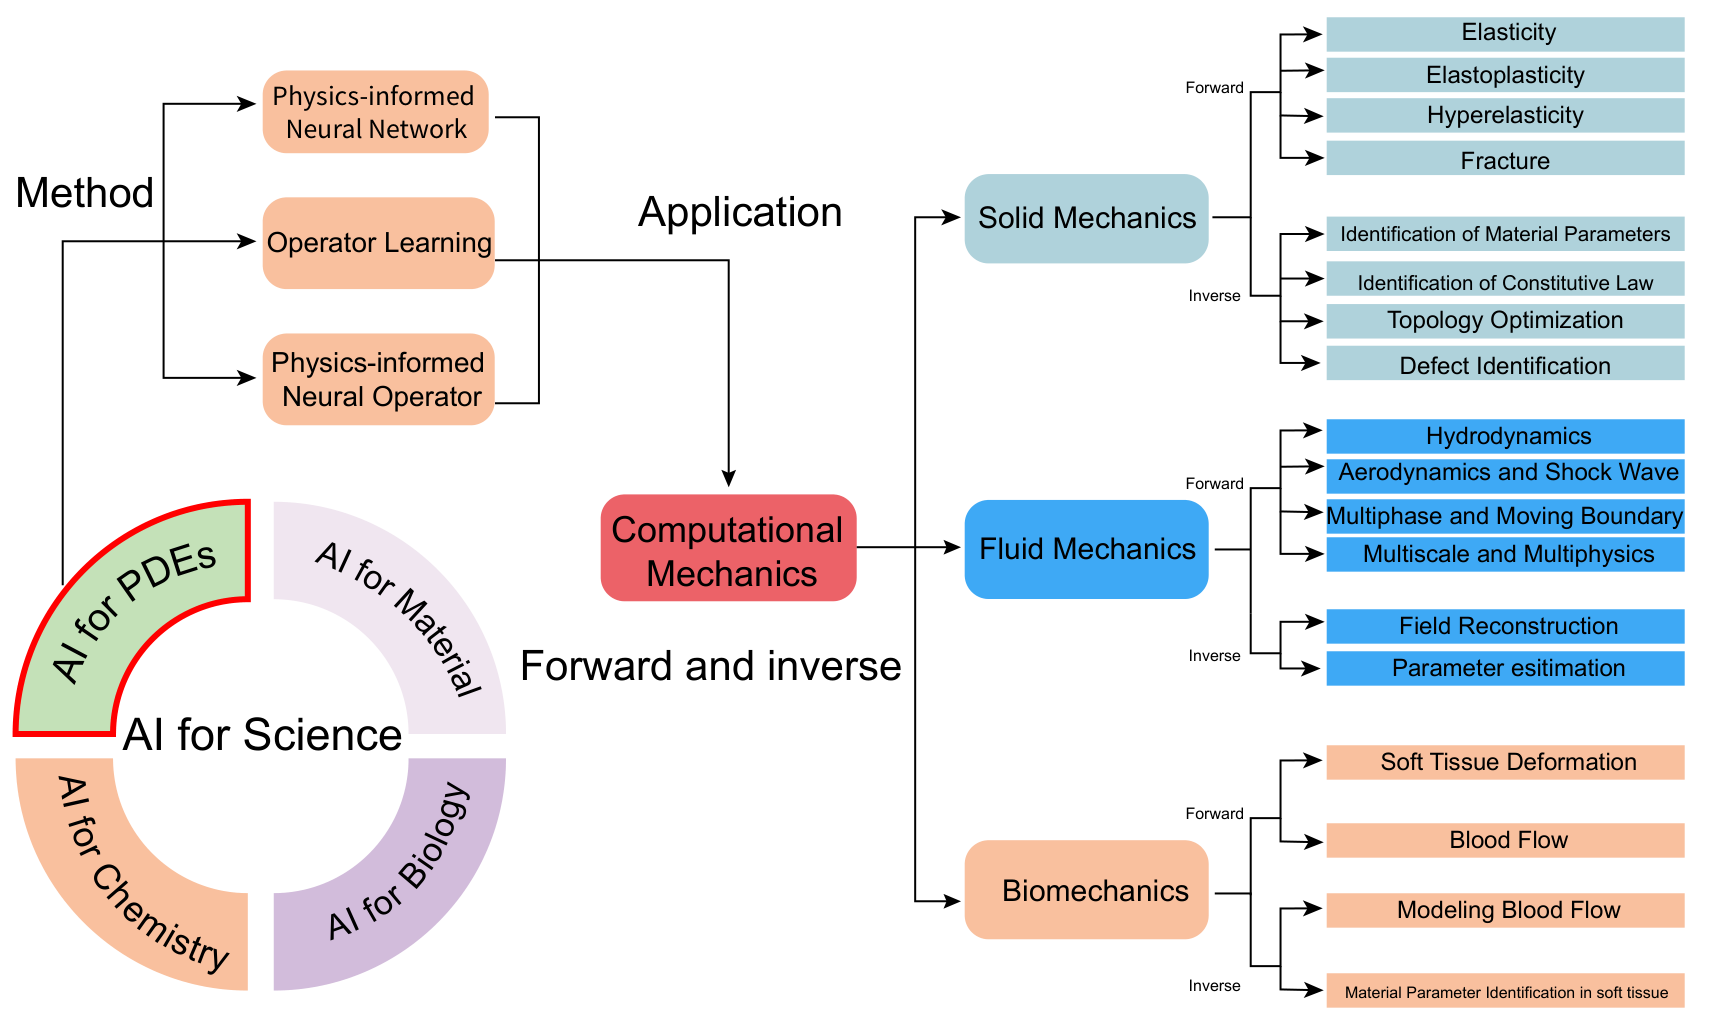 Method
Physics-informed
Neural Network
Operator Learning
Physics-informed
Neural Operator
Application
AI for PDEs
AI for Material
AI for Science
AI for Chemistry
AI for Biology
Computational
Mechanics
Forward and inverse
Solid Mechanics
Forward
Elasticity
Elastoplasticity
Hyperelasticity
Fracture
Inverse
Identification of Material Parameters
Identification of Constitutive Law
Topology Optimization
Defect Identification
Fluid Mechanics
Forward
Hydrodynamics
Aerodynamics and Shock Wave
Multiphase and Moving Boundary
Multiscale and Multiphysics
Inverse
Field Reconstruction
Parameter esitimation
Biomechanics
Forward
Soft Tissue Deformation
Blood Flow
Inverse
Modeling Blood Flow
Material Parameter Identification in soft tissue